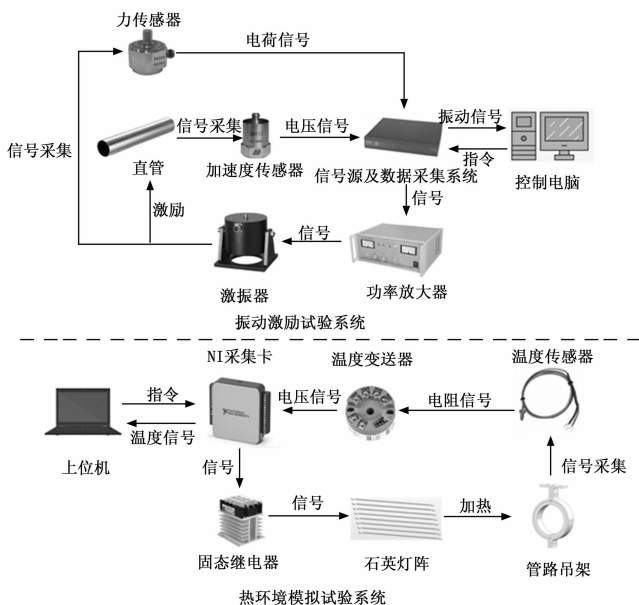 力传感器
电荷信号
信号采集
信号采集
电压信号
振动信号
指令
直管
加速度传感器
信号源及数据采集系统
控制电脑
激励
信号
信号
激振器
功率放大器
振动激励试验系统
NI采集卡
温度变送器
温度传感器
指令
电压信号
电阻信号
温度信号
上位机
信号
信号采集
信号
加热
固态继电器
石英灯阵
管路吊架
热环境模拟试验系统